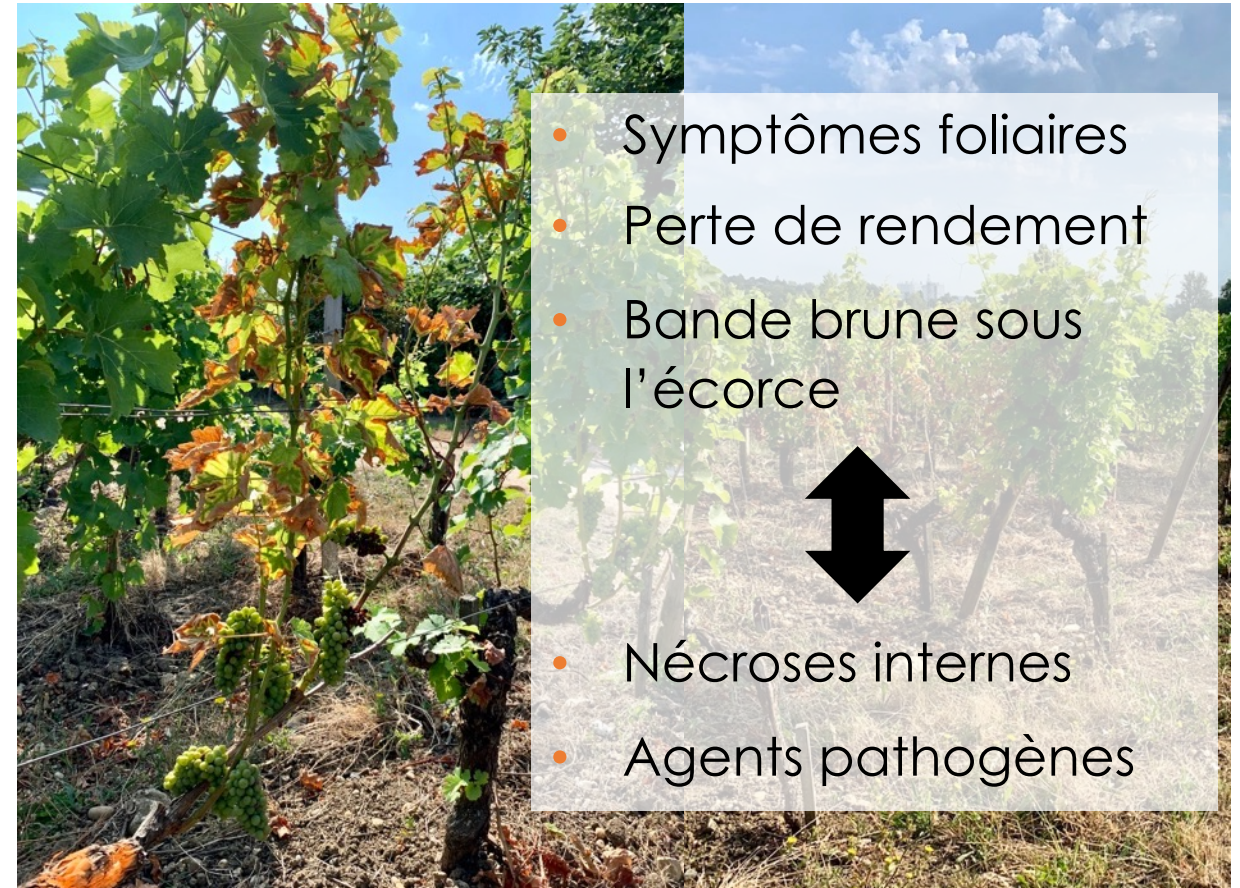 • Symptômes foliaires
• Perte de rendement
• Bande brune sous
l’écorce
• Nécroses internes
• Agents pathogènes